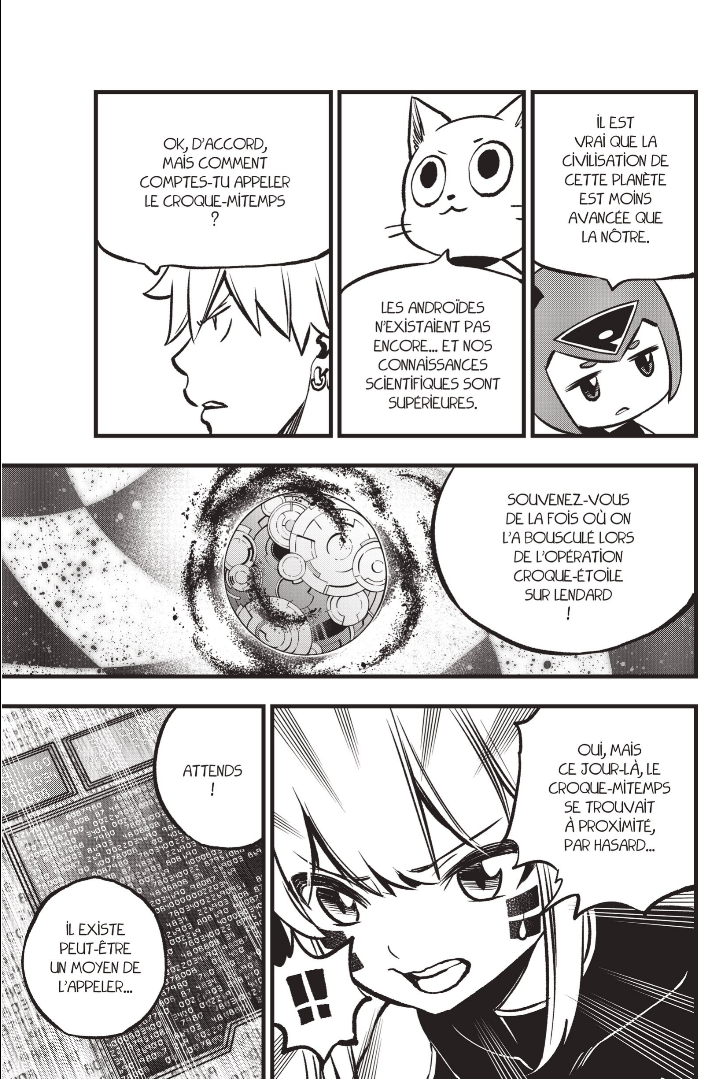 IL EST
VRAI QUE LA
CIVILISATION DE
CETTE PLANÈTE
EST MOINS
AVANCÉE QUE
LA NÔTRE.
LES ANDROÏDES
N'EXISTAIENT PAS
ENCORE... ET NOS
CONNAISSANCES
SCIENTIFIQUES SONT
SUPÉRIEURES.
OK, D'ACCORD,
MAIS COMMENT
COMPTES-TU APPELER
LE CROQUE-MITEMPS
?
SOUVENEZ-VOUS
DE LA FOIS OÙ ON
L'A BOUSCULÉ LORS
DE L'OPÉRATION
CROQUE-ÉTOILE
SUR LENDARD
!
OUI, MAIS
CE JOUR-LÀ, LE
CROQUE-MITEMPS
SE TROUVAIT
À PROXIMITÉ,
PAR HASARD...
!!
ATTENDS
!
IL EXISTE
PEUT-ÊTRE
UN MOYEN DE
L'APPELER...